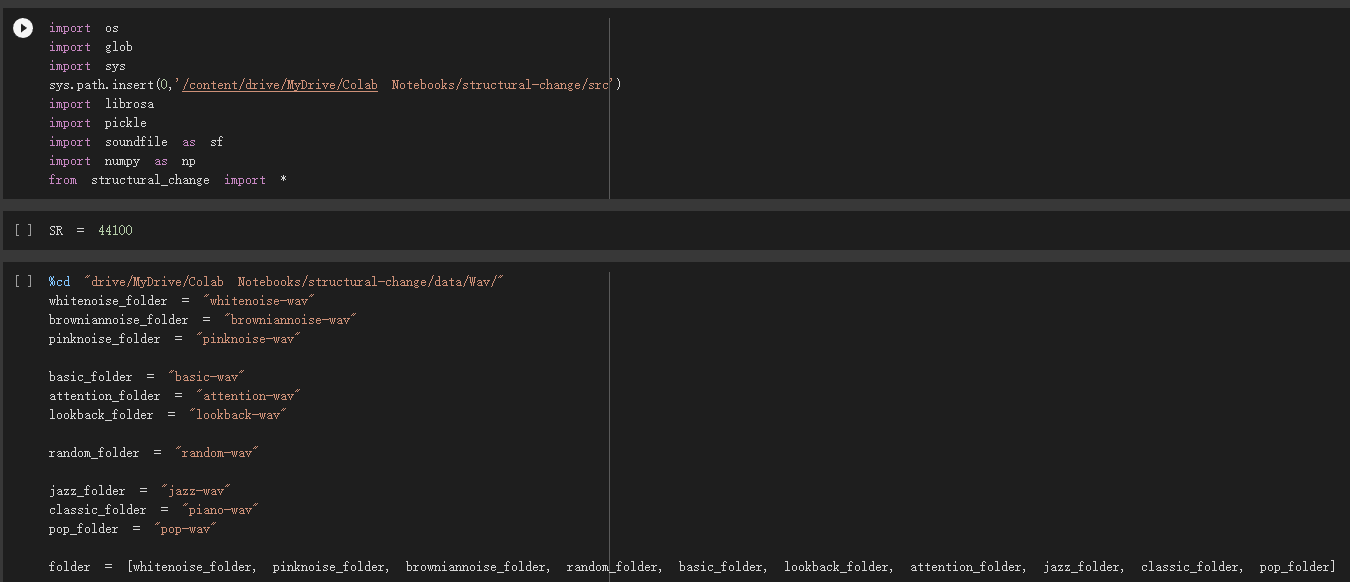 import os
import glob
import sys
sys.path.insert(0,'/content/drive/MyDrive/Colab Notebooks/structural-change/src')
import librosa
import pickle
import soundfile as sf
import numpy as np
from structural_change import *
[ ] SR = 44100
[ ] %cd "drive/MyDrive/Colab Notebooks/structural-change/data/Wav/"
whitenoise_folder = "whitenoise-wav"
browniannoise_folder = "browniannoise-wav"
pinknoise_folder = "pinknoise-wav"
basic_folder = "basic-wav"
attention_folder = "attention-wav"
lookback_folder = "lookback-wav"
random_folder = "random-wav"
jazz_folder = "jazz-wav"
classic_folder = "piano-wav"
pop_folder = "pop-wav"
folder = [whitenoise_folder, pinknoise_folder, browniannoise_folder, random_folder, basic_folder, lookback_folder, attention_folder, jazz_folder, classic_folder, pop_folder]